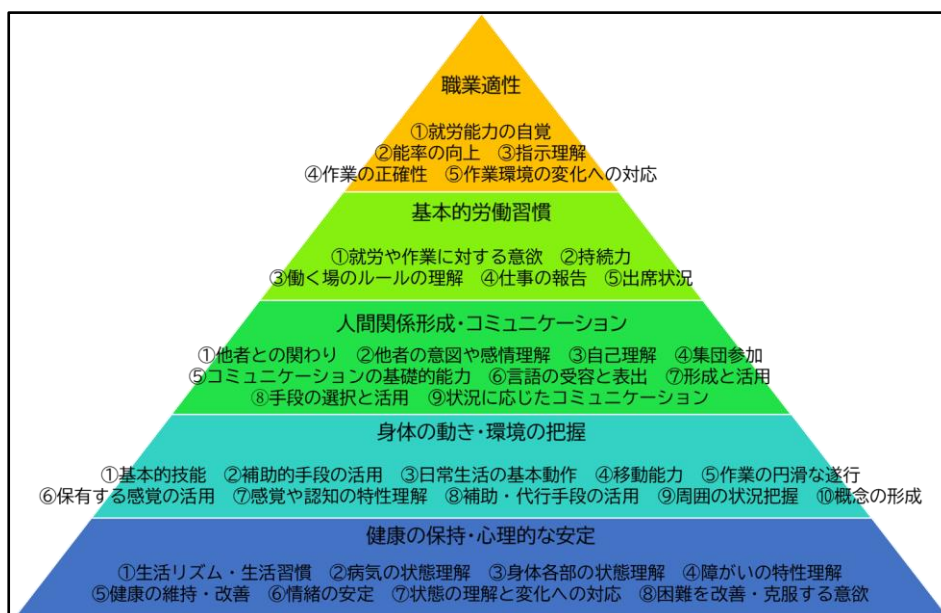 職業適性
①就労能力の自覚
②能率の向上　③指示理解
④作業の正確性　⑤作業環境の変化への対応
基本的労働習慣
①就労や作業に対する意欲　②持続力
③働く場のルールの理解　④仕事の報告　⑤出席状況
人間関係形成・コミュニケーション
①他者との関わり　②他者の意図や感情理解　③自己理解　④集団参加
⑤コミュニケーションの基礎的能力　⑥言語の受容と表出　⑦形成と活用
⑧手段の選択と活用　⑨状況に応じたコミュニケーション
身体の動き・環境の把握
①基本的技能　②補助的手段の活用　③日常生活の基本動作　④移動能力　⑤作業の円滑な遂行
⑥保有する感覚の活用　⑦感覚や認知の特性理解　⑧補助・代行手段の活用　⑨周囲の状況把握　⑩概念の形成
健康の保持・心理的な安定
①生活リズム・生活習慣　②病気の状態理解　③身体各部の状態理解　④障がいの特性理解
⑤健康の維持・改善　⑥情緒の安定　⑦状態の理解と変化への対応　⑧困難を改善・克服する意欲